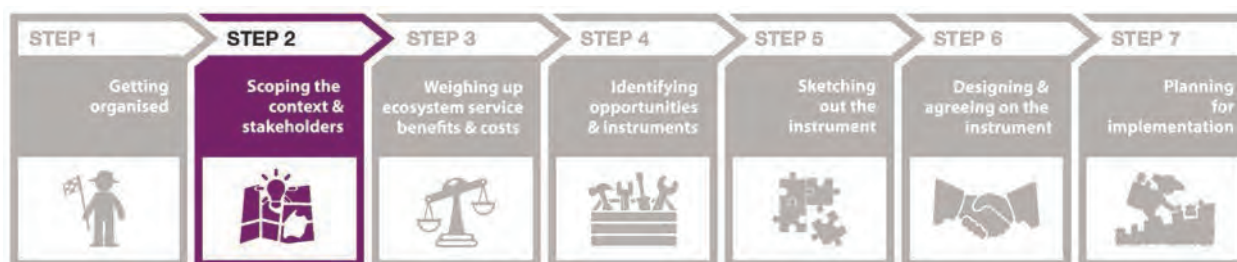 STEP 1
Getting
organised
STEP 2
Scoping the
context &
stakeholders
STEP 3
Weighing up
ecosystem service
benefits & costs
STEP 4
Identifying
opportunities
& instruments
STEP 5
Sketching
out the
instrument
STEP 6
Designing &
agreeing on the
instrument
STEP 7
Planning
for
implementation